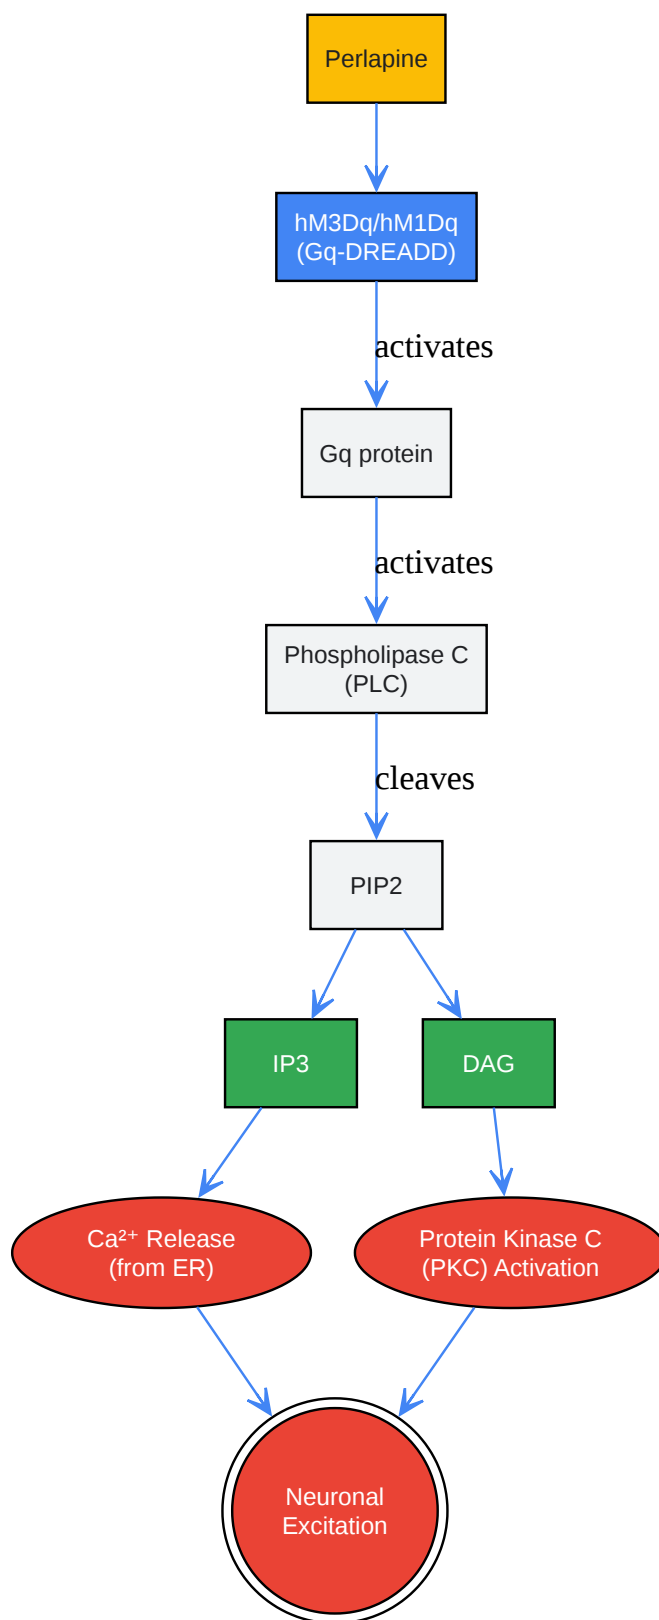 Perlapine
hM3Dq/hM1Dq
(Gq-DREADD)
activates
Gq protein
activates
Phospholipase C
(PLC)
cleaves
PIP2
IP3
DAG
Ca²⁺ Release
(from ER)
Protein Kinase C
(PKC) Activation
Neuronal
Excitation